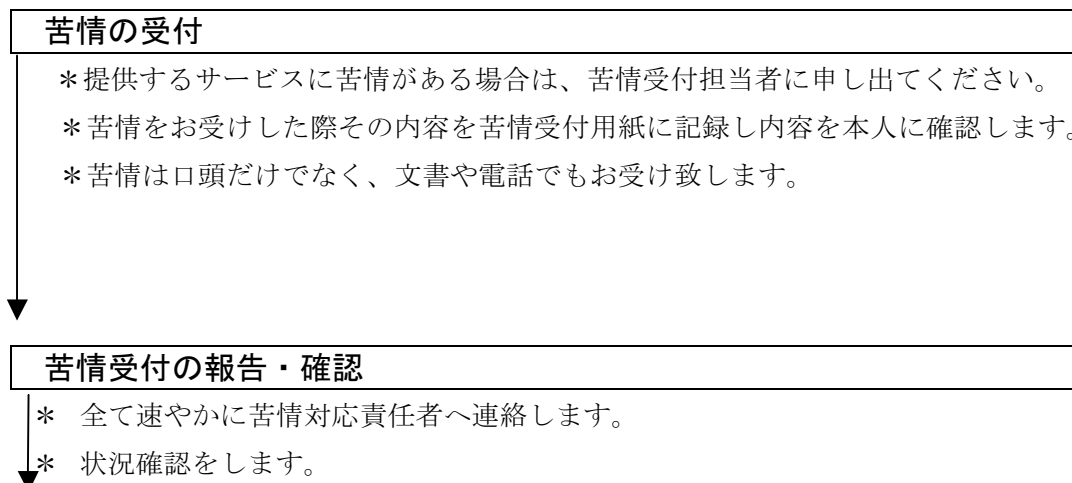 苦情の受付
＊提供するサービスに苦情がある場合は、苦情受付担当者に申し出てください。
＊苦情をお受けした際その内容を苦情受付用紙に記録し内容を本人に確認します。
＊苦情は口頭だけでなく、文書や電話でもお受け致します。
苦情受付の報告・確認
＊　全て速やかに苦情対応責任者へ連絡します。
＊　状況確認をします。